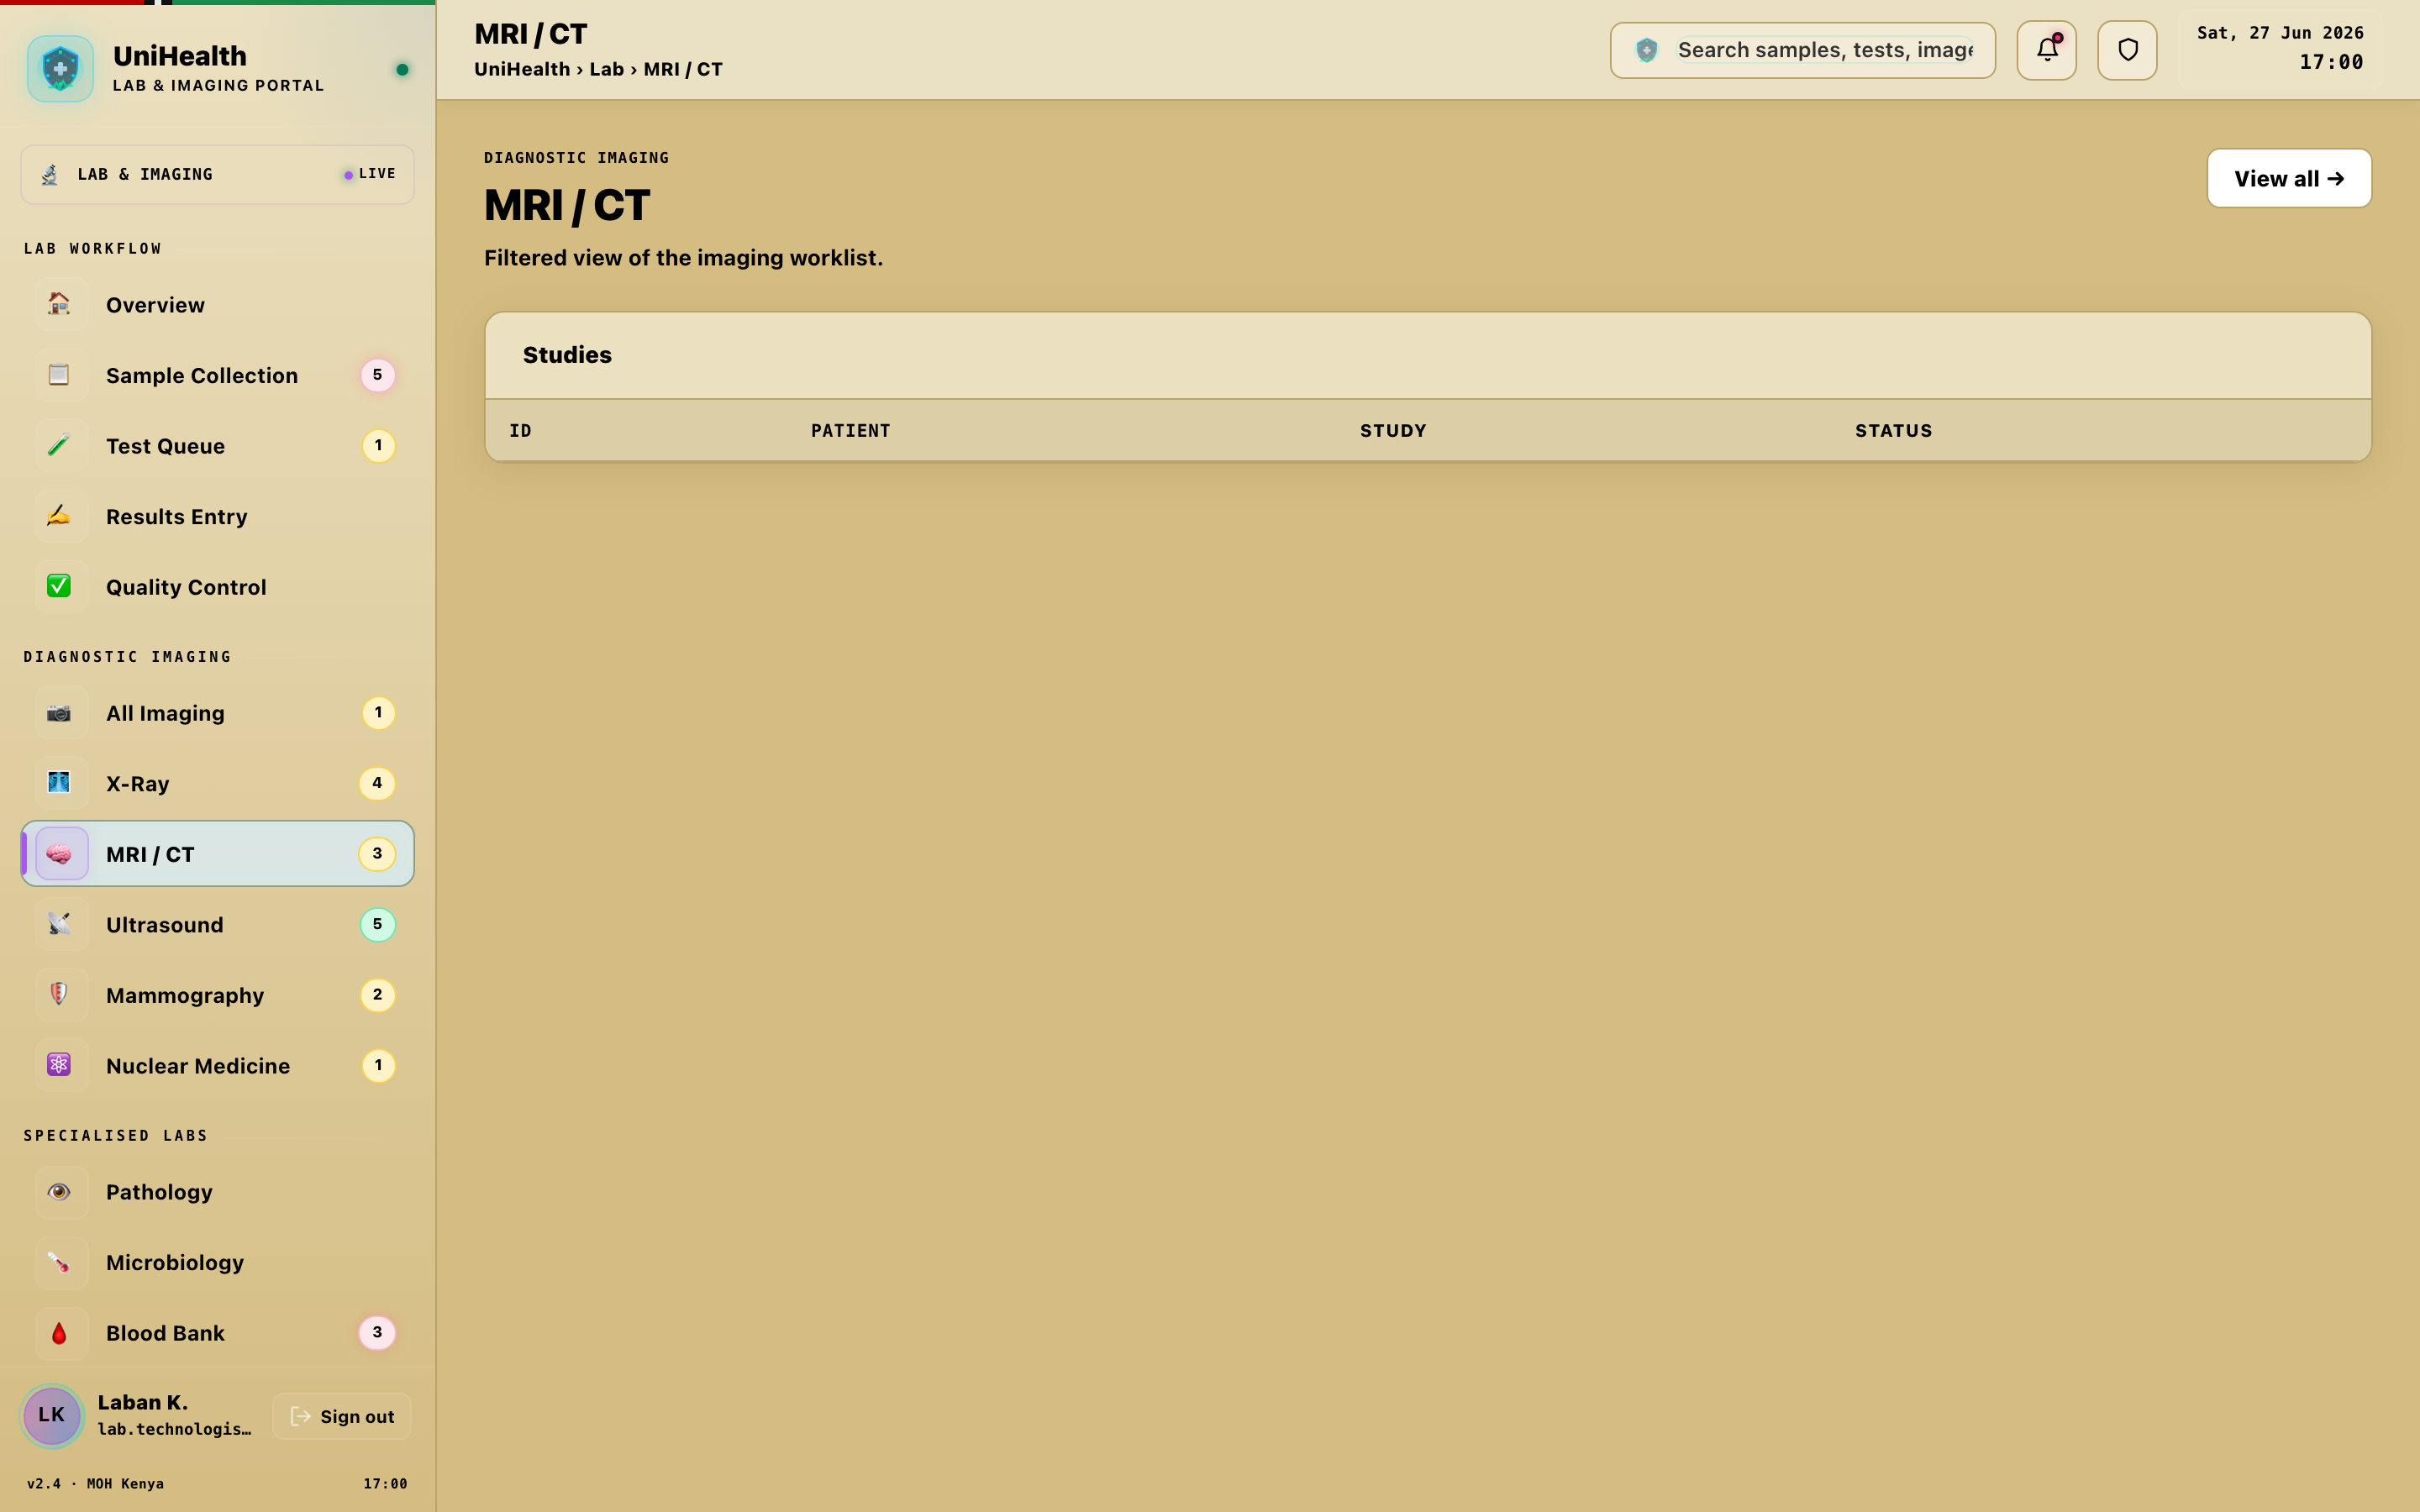 UniHealth
LAB & IMAGING PORTAL
LAB & IMAGING
LIVE
LAB WORKFLOW
Overview
Sample Collection 5
Test Queue 1
Results Entry
Quality Control
DIAGNOSTIC IMAGING
All Imaging 1
X-Ray 4
MRI / CT 3
Ultrasound 5
Mammography 2
Nuclear Medicine 1
SPECIALISED LABS
Pathology
Microbiology
Blood Bank 3
LK
Laban K.
lab.technologis…
Sign out
v2.4 · MOH Kenya 17:00
MRI / CT
UniHealth › Lab › MRI / CT
Search samples, tests, image
Sat, 27 Jun 2026
17:00
DIAGNOSTIC IMAGING
MRI / CT
Filtered view of the imaging worklist.
View all →
Studies
ID PATIENT STUDY STATUS